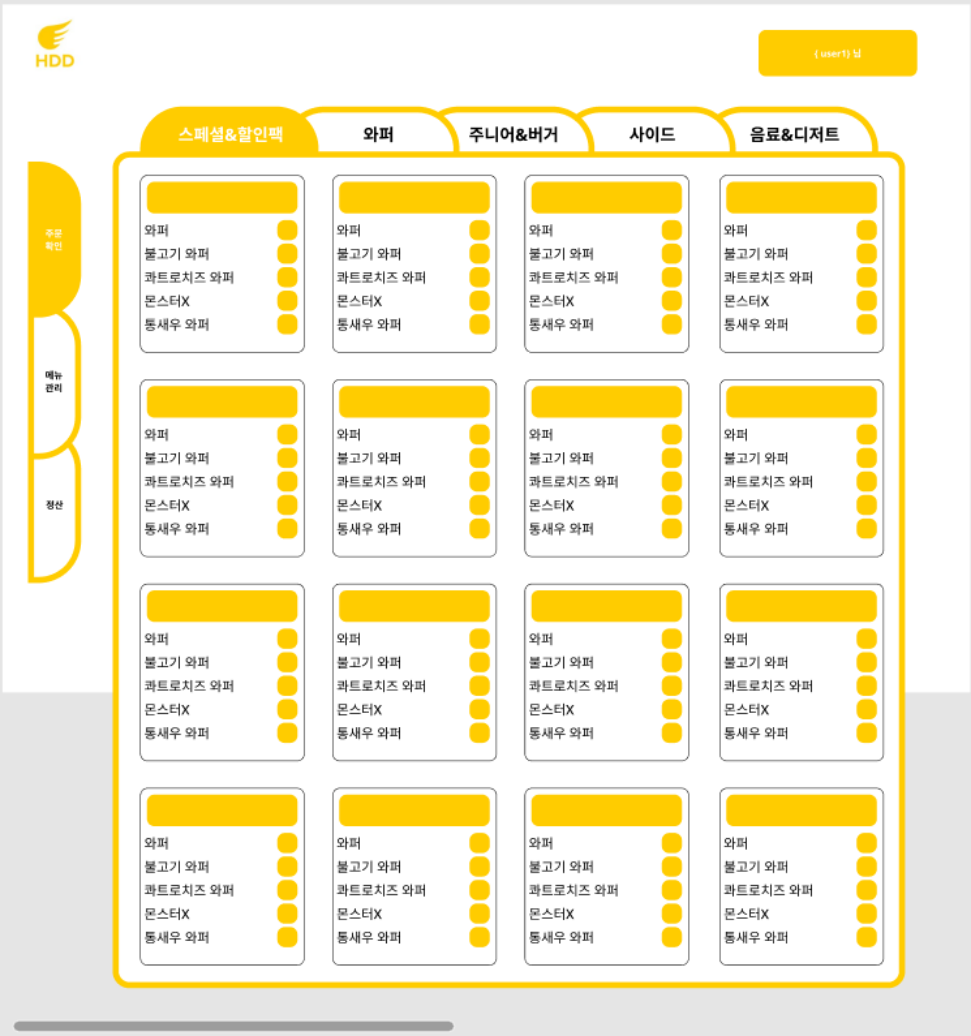 HDD
{ user1} 님
스페셜&할인팩 와퍼 주니어&버거 사이드 음료&디저트
주문
확인
메뉴
관리
정산
와퍼
불고기 와퍼
콰트로치즈 와퍼
몬스터X
통새우 와퍼
와퍼
불고기 와퍼
콰트로치즈 와퍼
몬스터X
통새우 와퍼
와퍼
불고기 와퍼
콰트로치즈 와퍼
몬스터X
통새우 와퍼
와퍼
불고기 와퍼
콰트로치즈 와퍼
몬스터X
통새우 와퍼
와퍼
불고기 와퍼
콰트로치즈 와퍼
몬스터X
통새우 와퍼
와퍼
불고기 와퍼
콰트로치즈 와퍼
몬스터X
통새우 와퍼
와퍼
불고기 와퍼
콰트로치즈 와퍼
몬스터X
통새우 와퍼
와퍼
불고기 와퍼
콰트로치즈 와퍼
몬스터X
통새우 와퍼
와퍼
불고기 와퍼
콰트로치즈 와퍼
몬스터X
통새우 와퍼
와퍼
불고기 와퍼
콰트로치즈 와퍼
몬스터X
통새우 와퍼
와퍼
불고기 와퍼
콰트로치즈 와퍼
몬스터X
통새우 와퍼
와퍼
불고기 와퍼
콰트로치즈 와퍼
몬스터X
통새우 와퍼
와퍼
불고기 와퍼
콰트로치즈 와퍼
몬스터X
통새우 와퍼
와퍼
불고기 와퍼
콰트로치즈 와퍼
몬스터X
통새우 와퍼
와퍼
불고기 와퍼
콰트로치즈 와퍼
몬스터X
통새우 와퍼
와퍼
불고기 와퍼
콰트로치즈 와퍼
몬스터X
통새우 와퍼